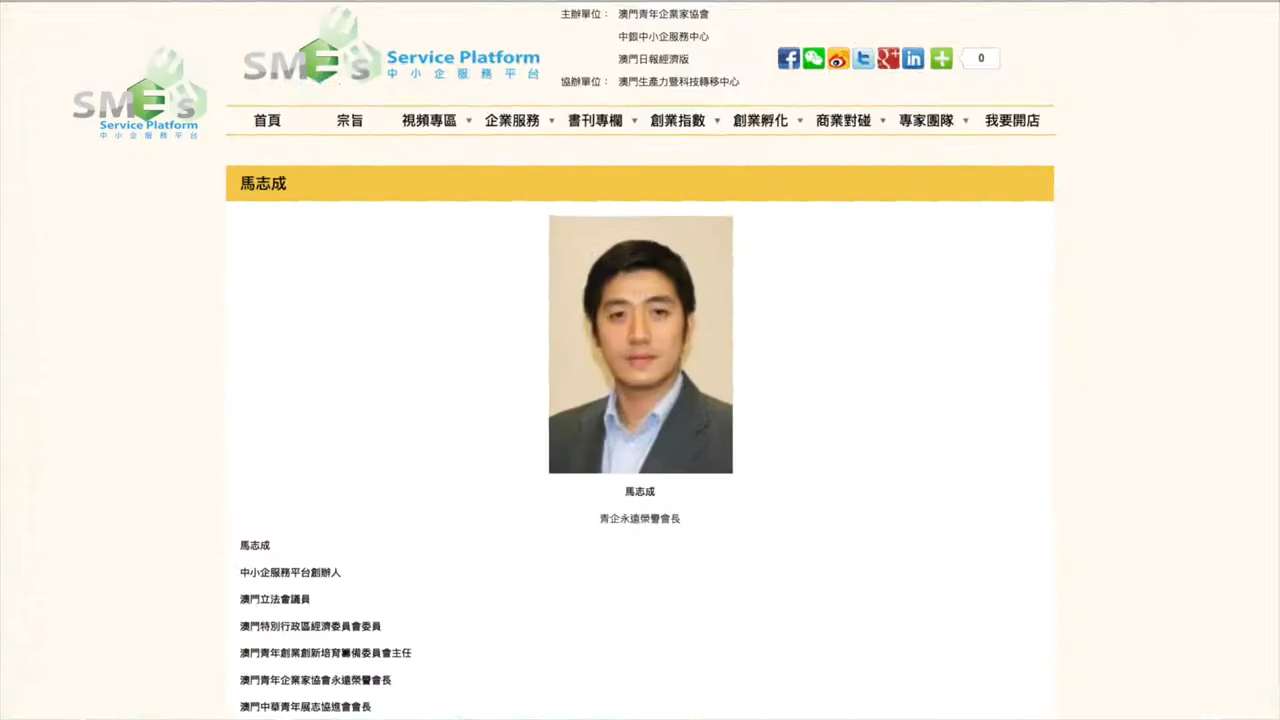 SMEs
Service Platform
中小企服務平台
SMEs
Service Platform
中小企服務平台
主辦單位： 澳門青年企業家協會
中銀中小企服務中心
澳門日報經濟版
協辦單位： 澳門生產力暨科技轉移中心
0
首頁 宗旨 視頻專區 企業服務 書刊專欄 創業指數 創業孵化 商業對碰 專家團隊 我要開店
馬志成
馬志成
青企永遠榮譽會長
馬志成
中小企服務平台創辦人
澳門立法會議員
澳門特別行政區經濟委員會委員
澳門青年創業創新培育籌備委員會主任
澳門青年企業家協會永遠榮譽會長
澳門中華青年展志協進會會長